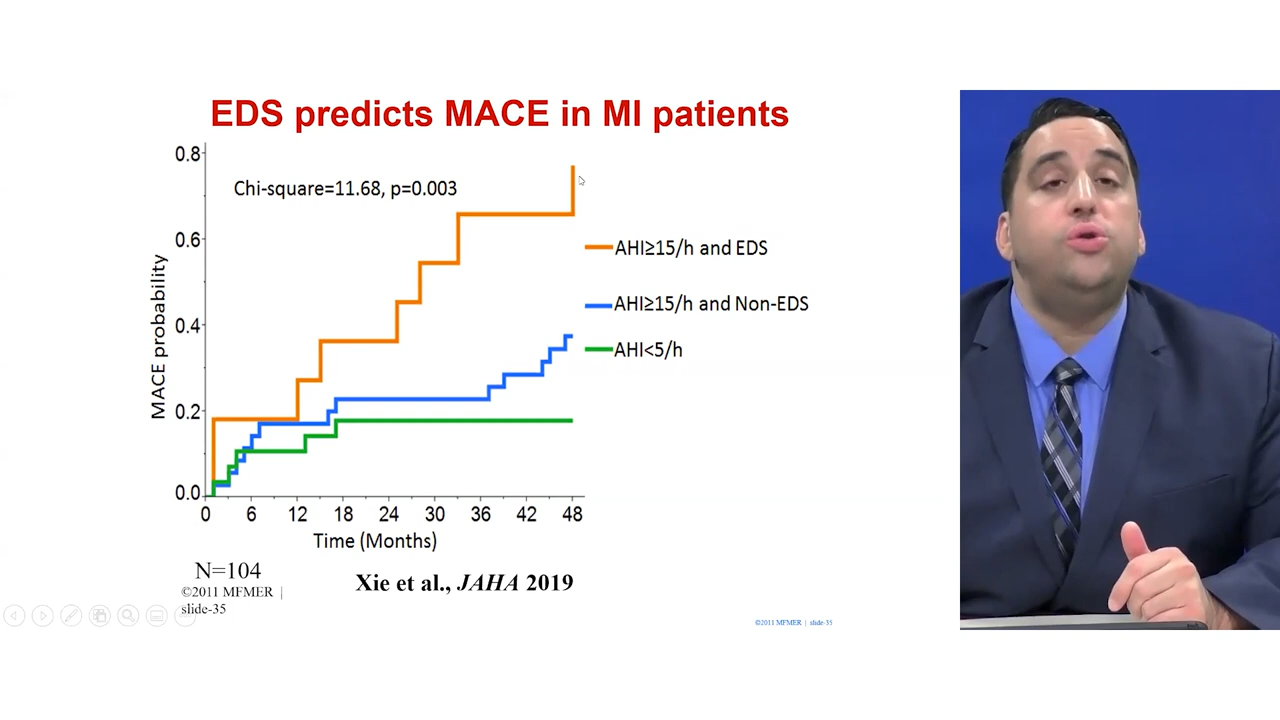 EDS predicts MACE in MI patients
0.8
Chi-square=11.68, p=0.003
0.6
0.4
0.2
0.0
MACE probability
AHI≥15/h and EDS
AHI≥15/h and Non-EDS
AHI<5/h
0 6 12 18 24 30 36 42 48
Time (Months)
N=104
Xie et al., JAHA 2019
©2011 MFMER |
slide-35
©2011 MFMER | slide-35